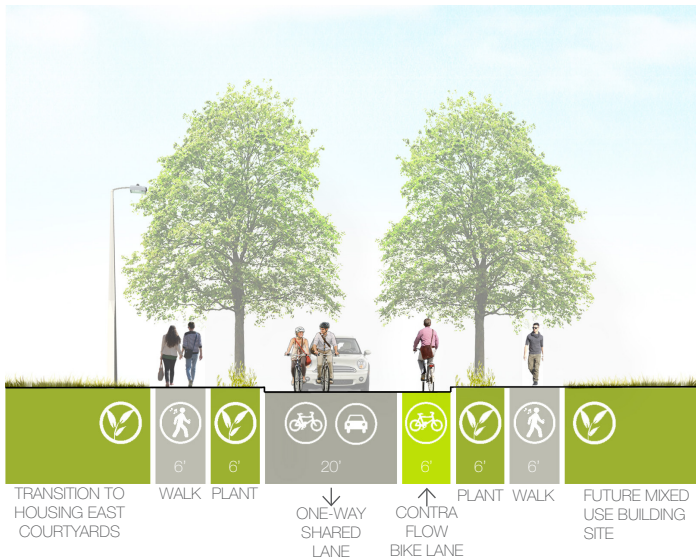 6'
6'
20'
6'
6'
6'
TRANSITION TO
HOUSING EAST
COURTYARDS
WALK
PLANT
ONE-WAY
SHARED
LANE
CONTRA
FLOW
BIKE LANE
PLANT
WALK
FUTURE MIXED
USE BUILDING
SITE